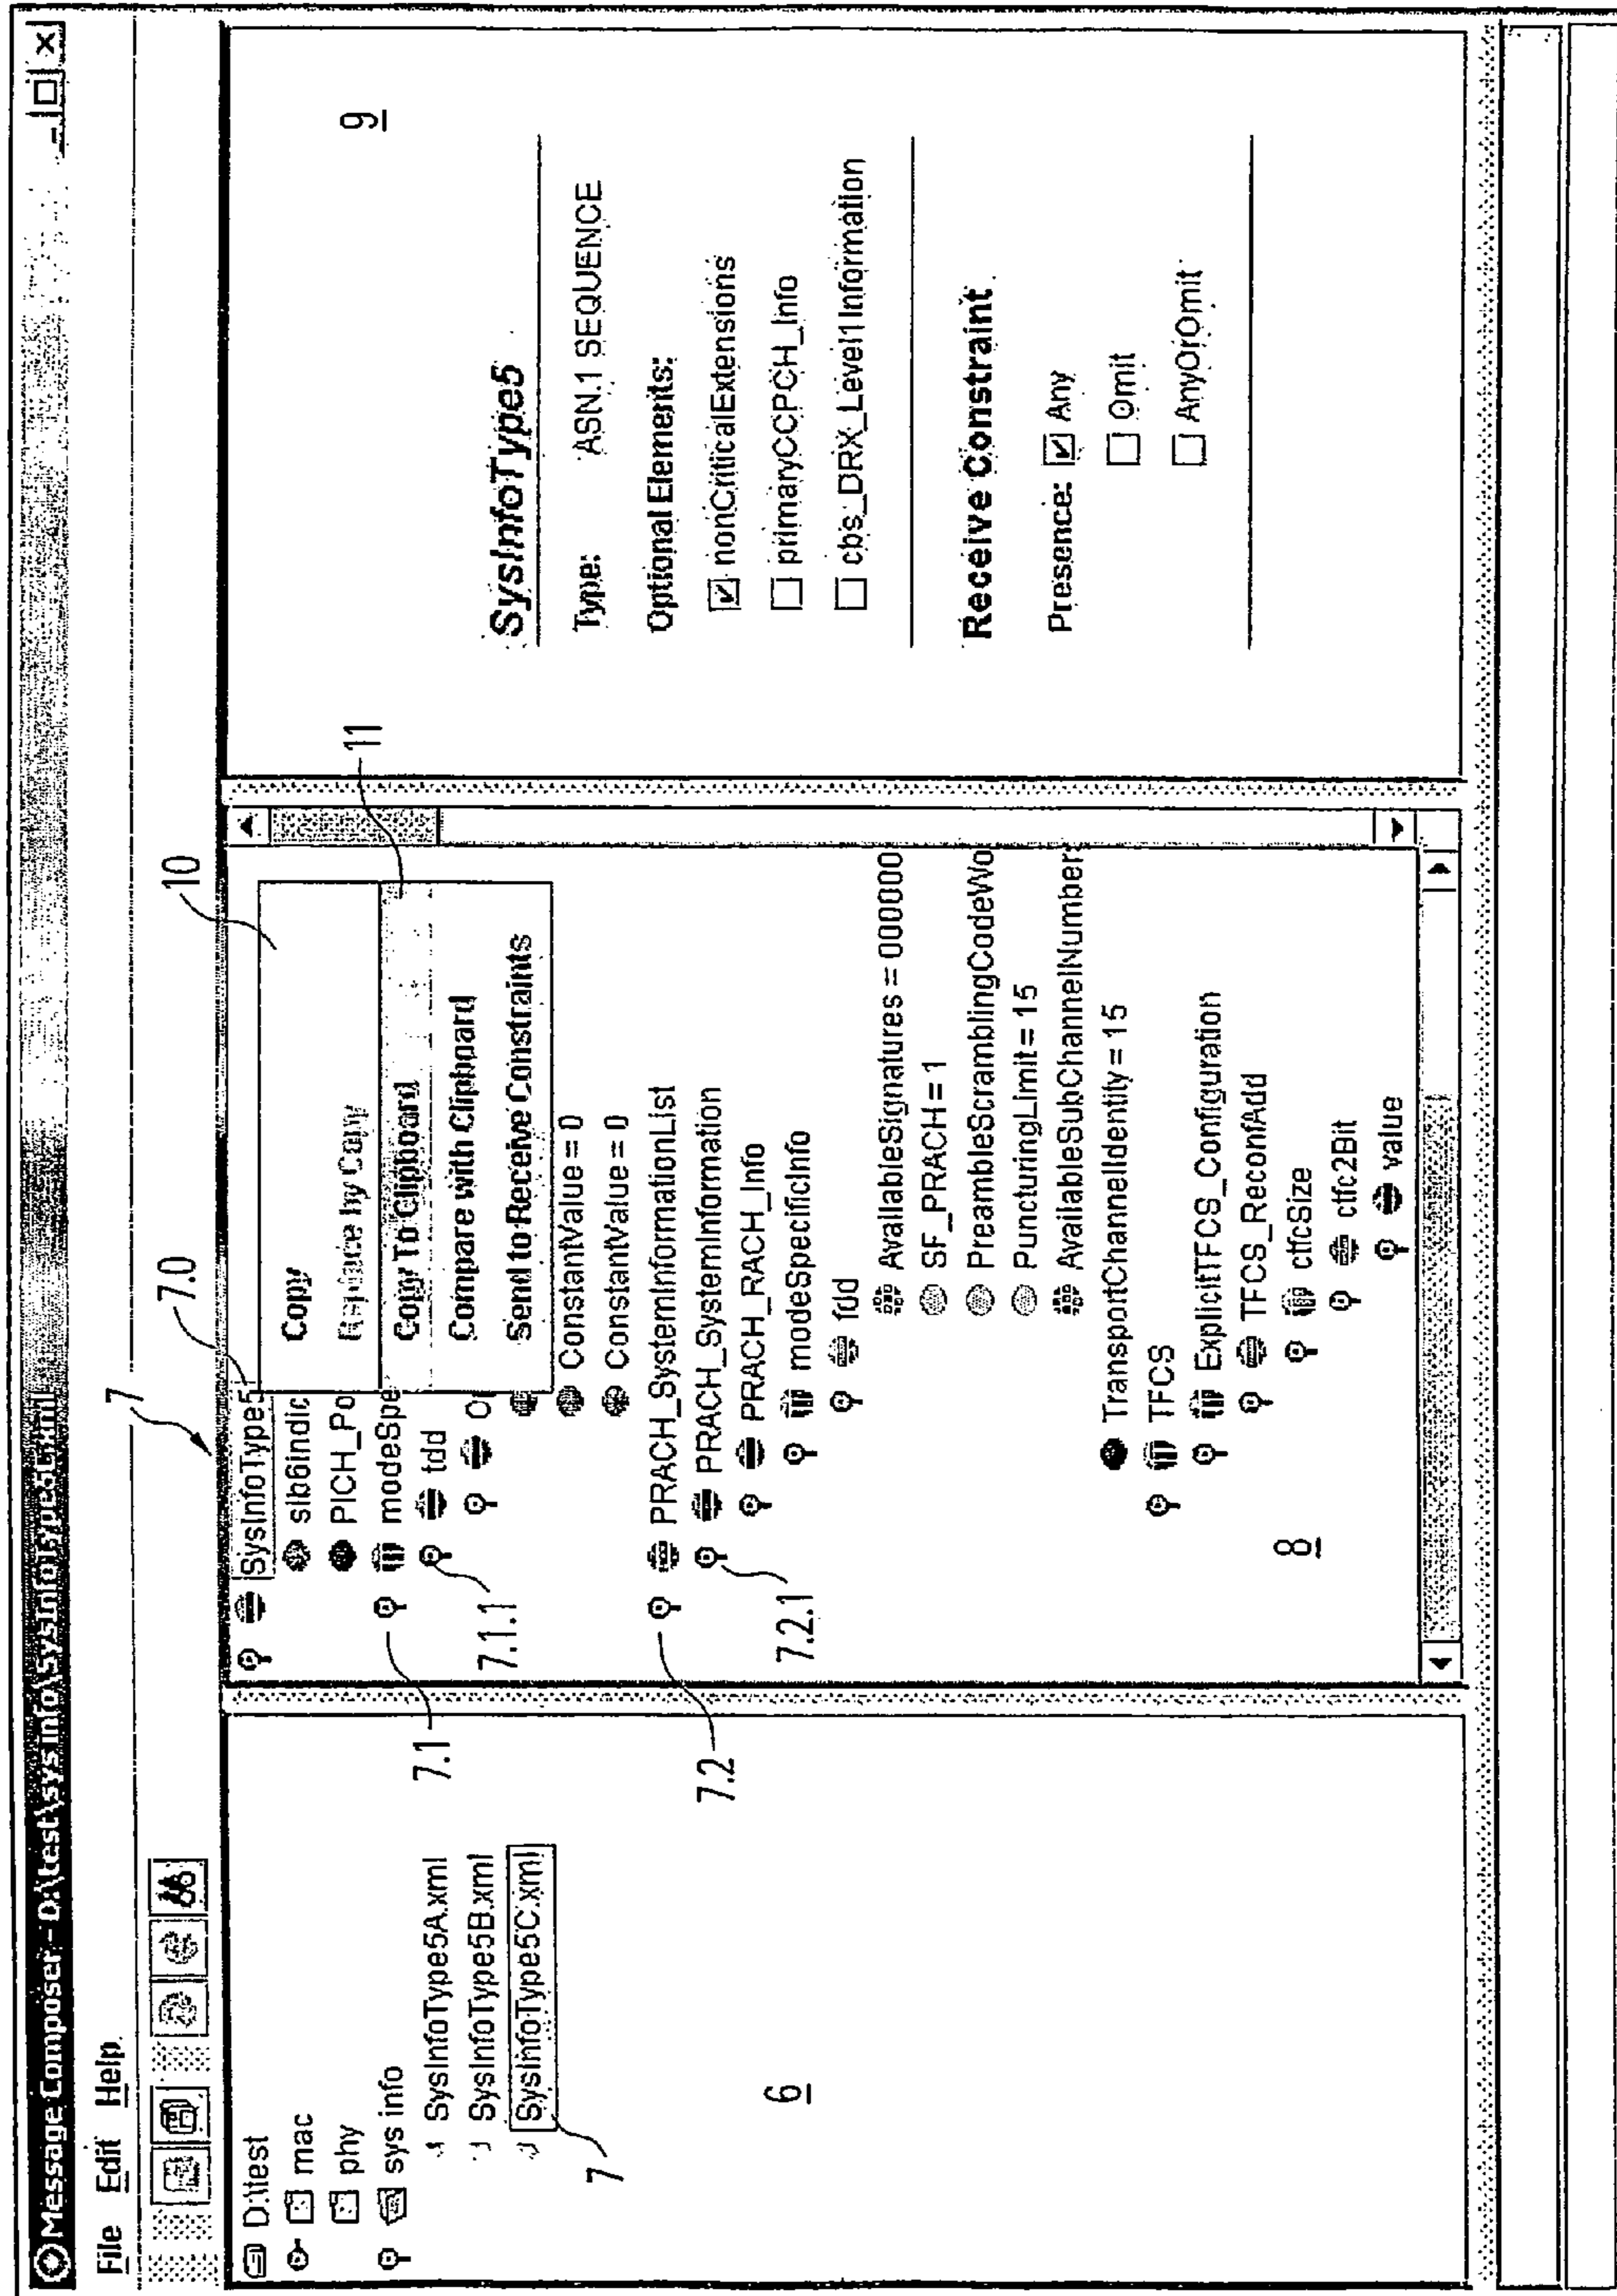 Message Composer - D:\test\sysinfo\sysInfoType5C.xml
File Edit Help
D:\test
mac
phy
sys info
SysInfoType5A.xml
SysInfoType5B.xml
SysInfoType5C.xml
7
6
7
7.0
10
11
7.1
7.1.1
7.2
7.2.1
8
SysInfoType5
sib6indic
PICH_Po
modeSpe
tdd
ConstantValue = 0
ConstantValue = 0
PRACH_SystemInformationList
PRACH_SystemInformation
PRACH_RACH_Info
modeSpecificInfo
fdd
AvailableSignatures = 000000
SF_PRACH = 1
PreambleScramblingCodeWo
PuncturingLimit = 15
AvailableSubChannelNumber
TransportChannelIdentity = 15
TFCS
ExplicitTFCS_Configuration
TFCS_ReconfAdd
ctfcSize
ctfc2Bit
value
Copy
Replace by Copy
Copy To Clipboard
Compare with Clipboard
Send to Receive Constraints
9
SysInfoType5
Type: ASN.1 SEQUENCE
Optional Elements:
nonCriticalExtensions
primaryCCPCH_Info
cbs_DRX_Level1Information
Receive Constraint
Presence: Any
Omit
AnyOrOmit